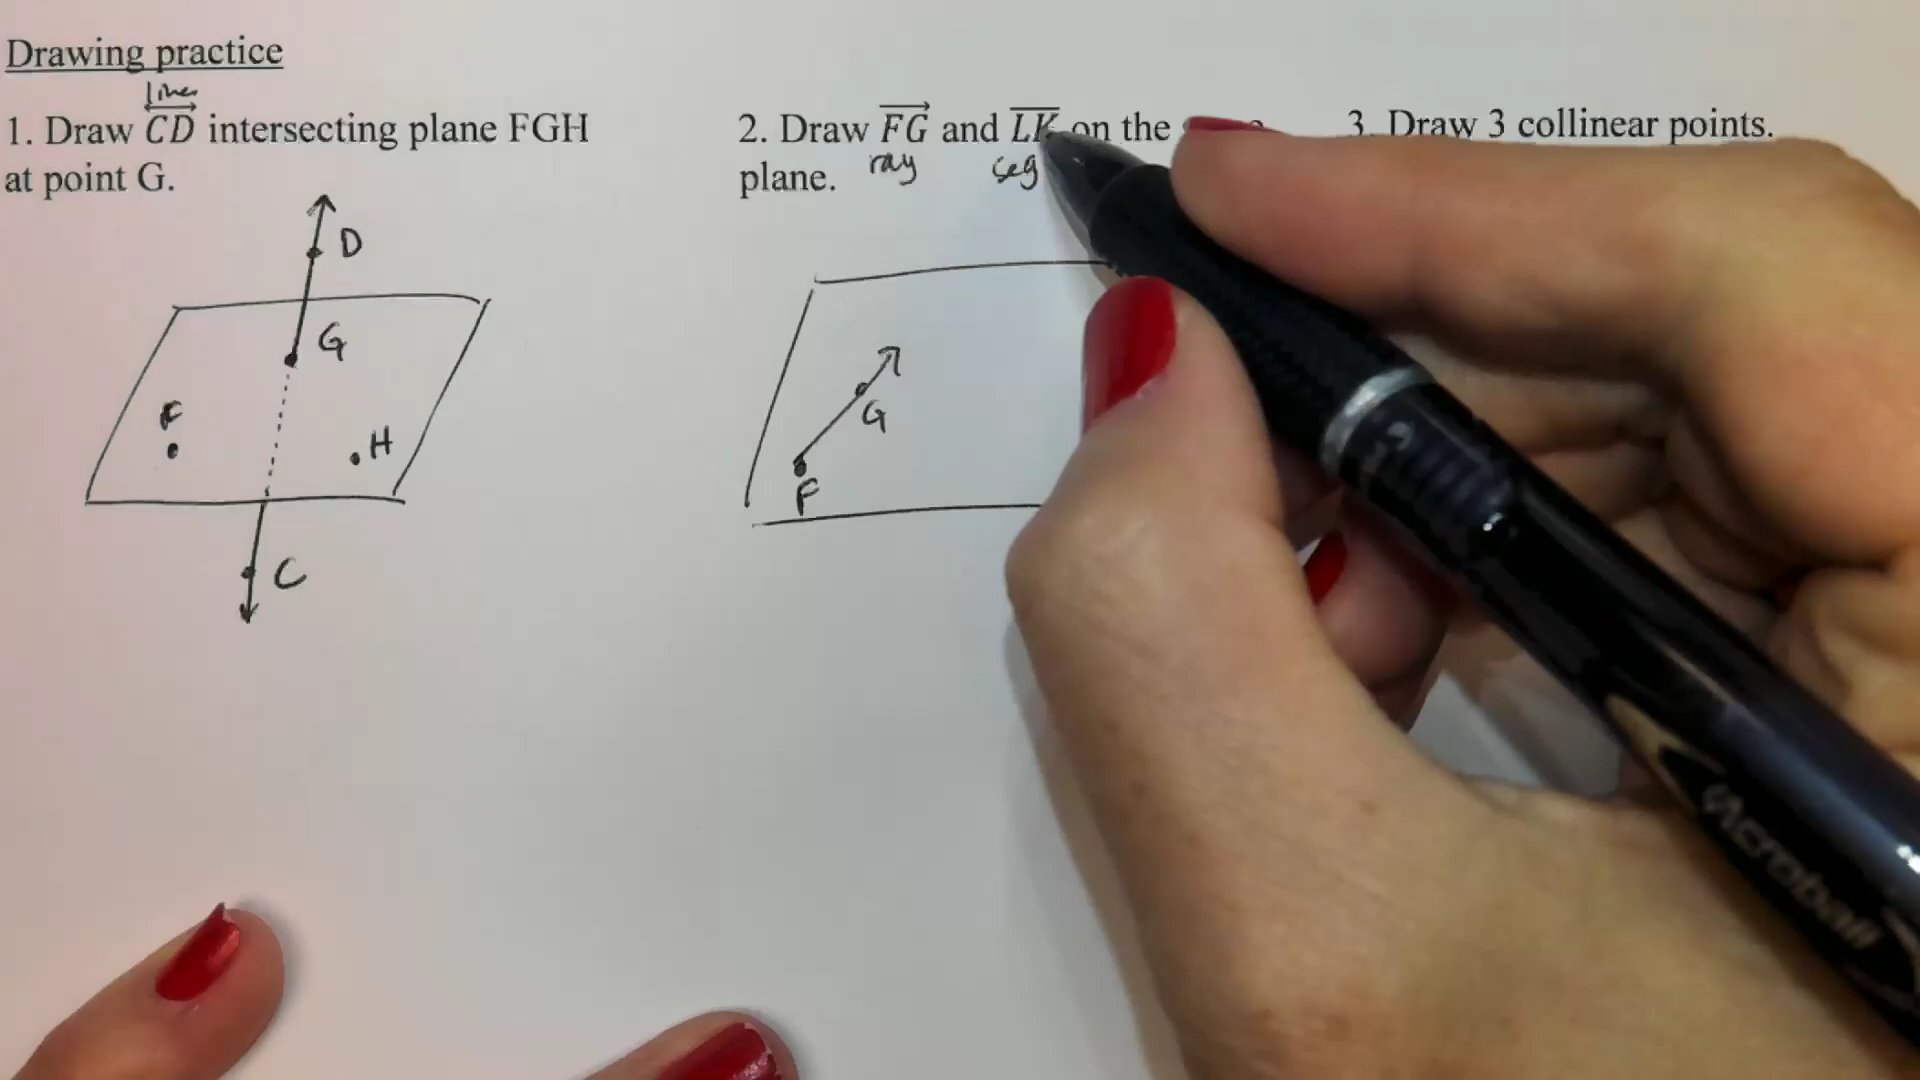 Drawing practice
line
1. Draw CD intersecting plane FGH
at point G.
D
G
F
H
C
2. Draw FG and LK on the
plane.
ray
seg
G
F
3. Draw 3 collinear points.
Acroball